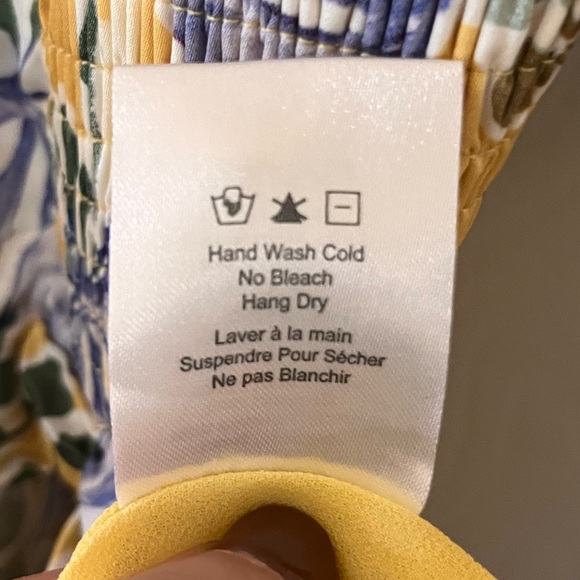 Hand Wash Cold
No Bleach
Hang Dry
Laver à la main
Suspendre Pour Sécher
Ne pas Blanchir